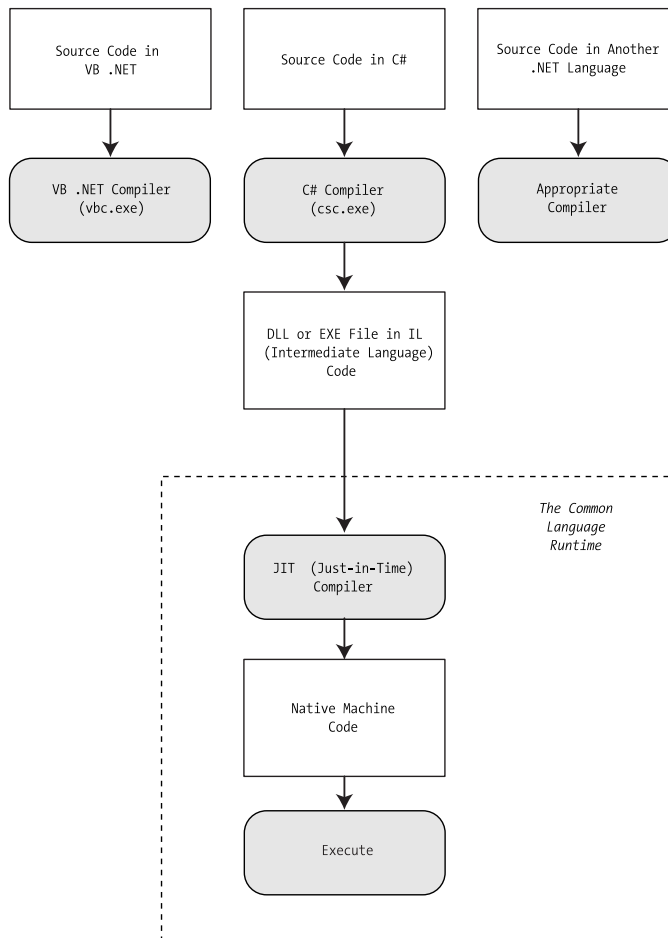 Source Code in
VB .NET
Source Code in C#
Source Code in Another
.NET Language
VB .NET Compiler
(vbc.exe)
C# Compiler
(csc.exe)
Appropriate
Compiler
DLL or EXE File in IL
(Intermediate Language)
Code
The Common
Language
Runtime
JIT (Just-in-Time)
Compiler
Native Machine
Code
Execute